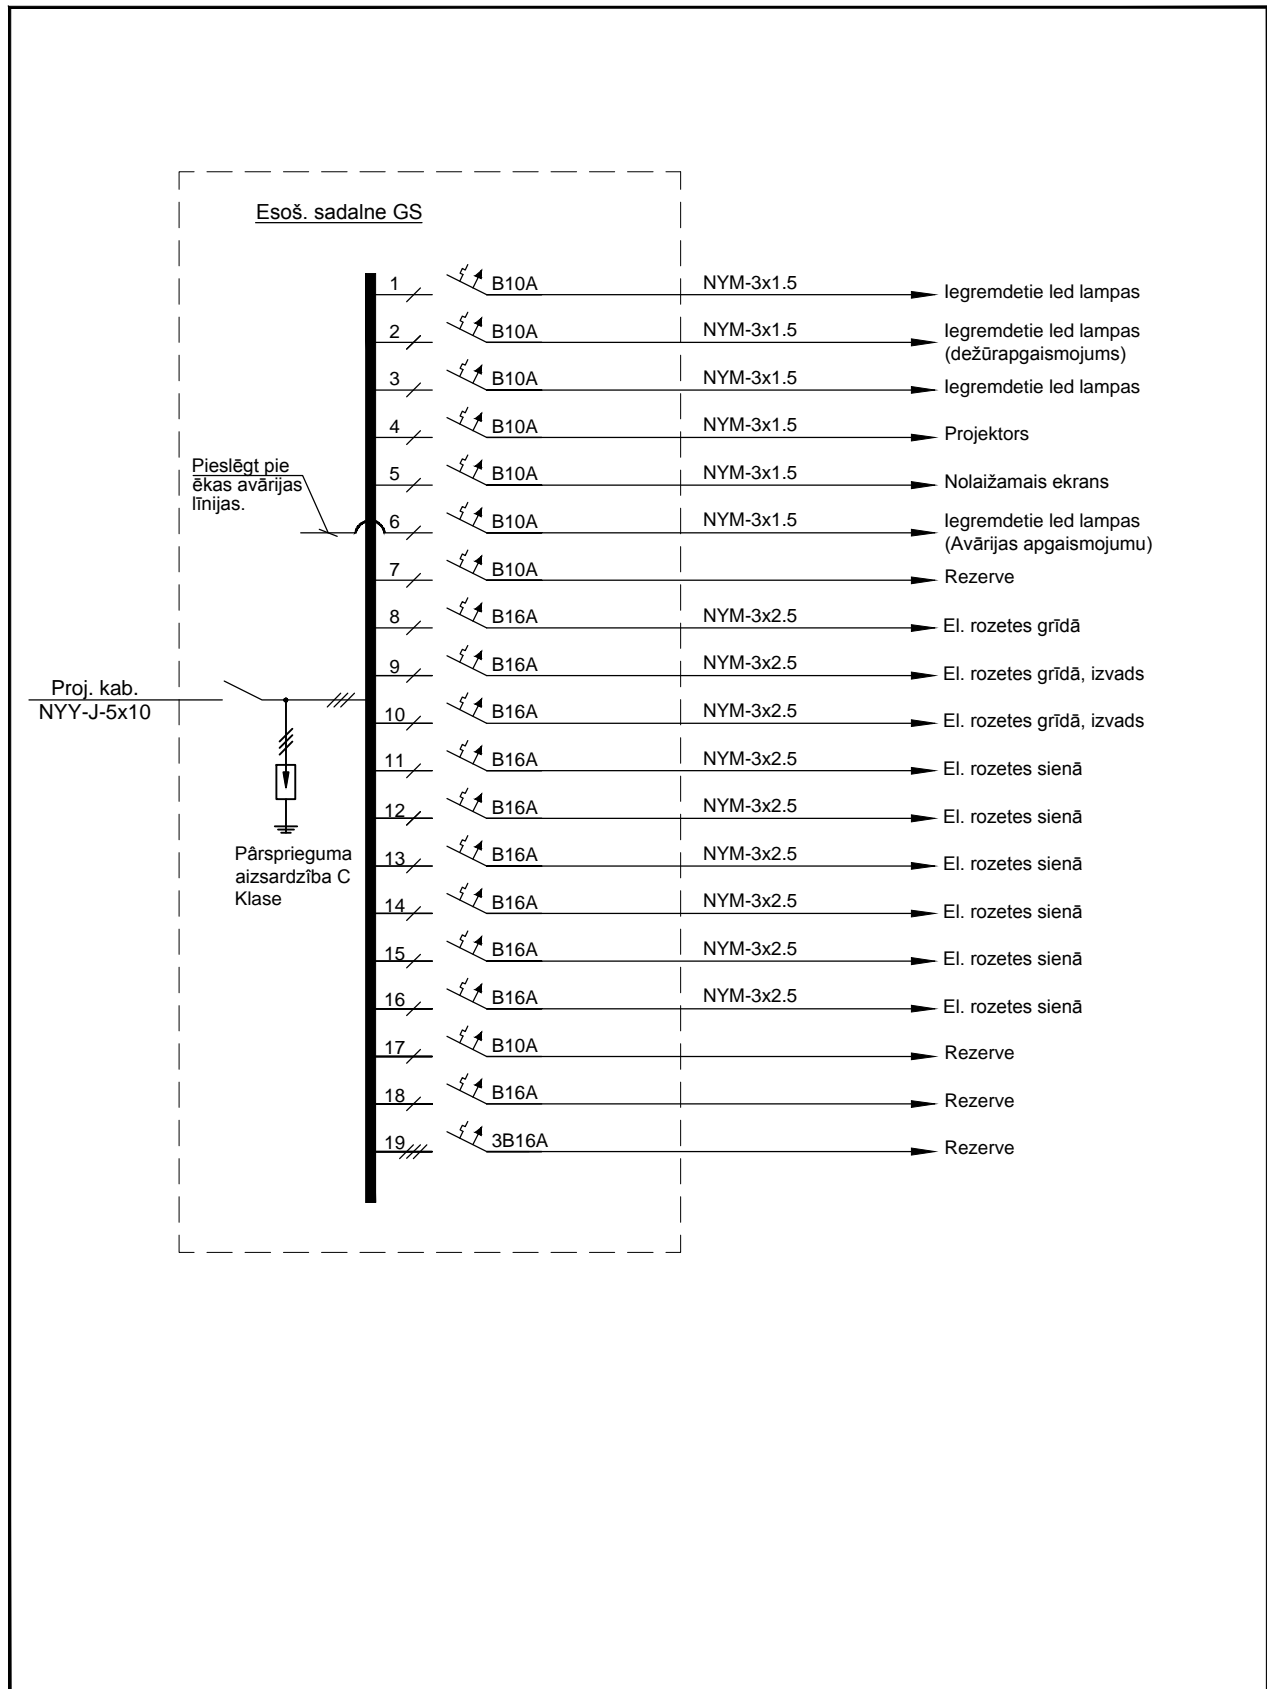 Esoš. sadalne GS
1 B10A NYM-3x1.5 Iegremdetie led lampas
2 B10A NYM-3x1.5 Iegremdetie led lampas
(dežūrapgaismojums)
3 B10A NYM-3x1.5 Iegremdetie led lampas
4 B10A NYM-3x1.5 Projektors
Pieslēgt pie
ēkas avārijas
līnijas.
5 B10A NYM-3x1.5 Nolaižamais ekrans
6 B10A NYM-3x1.5 Iegremdetie led lampas
(Avārijas apgaismojumu)
7 B10A Rezerve
8 B16A NYM-3x2.5 El. rozetes grīdā
9 B16A NYM-3x2.5 El. rozetes grīdā, izvads
Proj. kab.
NYY-J-5x10
10 B16A NYM-3x2.5 El. rozetes grīdā, izvads
11 B16A NYM-3x2.5 El. rozetes sienā
12 B16A NYM-3x2.5 El. rozetes sienā
Pârsprieguma
aizsardzība C
Klase
13 B16A NYM-3x2.5 El. rozetes sienā
14 B16A NYM-3x2.5 El. rozetes sienā
15 B16A NYM-3x2.5 El. rozetes sienā
16 B16A NYM-3x2.5 El. rozetes sienā
17 B10A Rezerve
18 B16A Rezerve
19 3B16A Rezerve